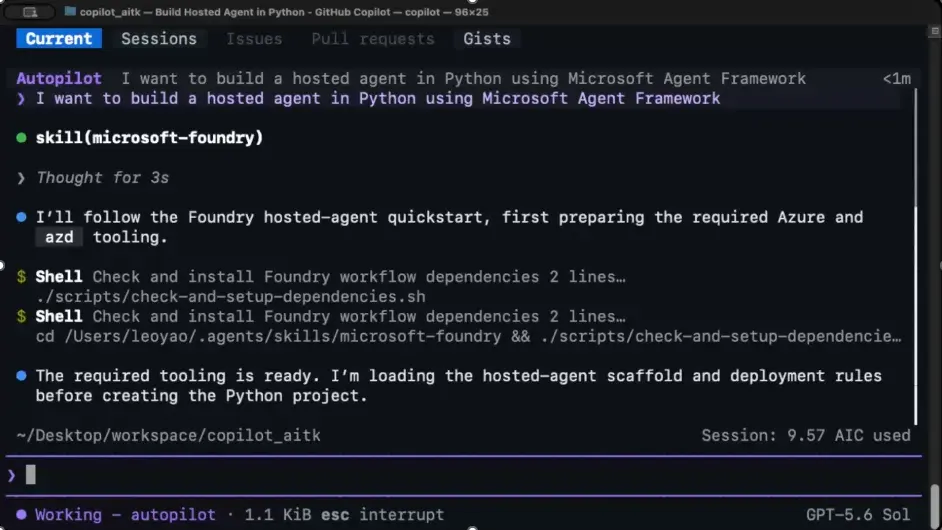 copilot_aitk — Build Hosted Agent in Python - GitHub Copilot — copilot — 96×25
Current Sessions Issues Pull requests Gists
Autopilot I want to build a hosted agent in Python using Microsoft Agent Framework <1m
❯ I want to build a hosted agent in Python using Microsoft Agent Framework
● skill(microsoft-foundry)
❯ Thought for 3s
● I’ll follow the Foundry hosted-agent quickstart, first preparing the required Azure and
azd tooling.
$ Shell Check and install Foundry workflow dependencies 2 lines…
./scripts/check-and-setup-dependencies.sh
$ Shell Check and install Foundry workflow dependencies 2 lines…
cd /Users/leoyao/.agents/skills/microsoft-foundry && ./scripts/check-and-setup-dependencie…
● The required tooling is ready. I’m loading the hosted-agent scaffold and deployment rules
before creating the Python project.
~/Desktop/workspace/copilot_aitk Session: 9.57 AIC used
❯
● Working — autopilot · 1.1 KiB esc interrupt GPT-5.6 Sol